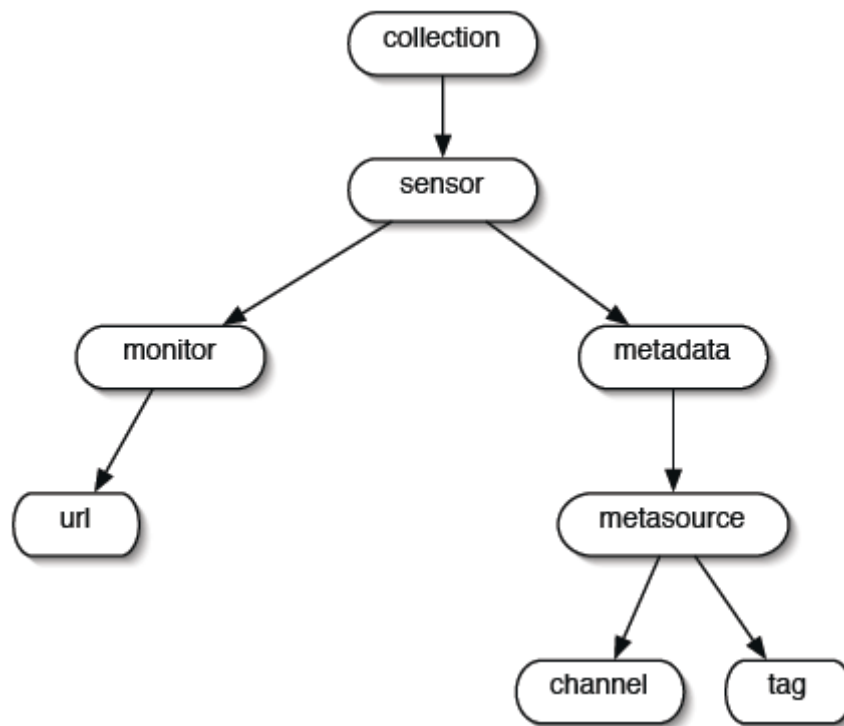 collection
sensor
monitor
metadata
url
metasource
channel
tag